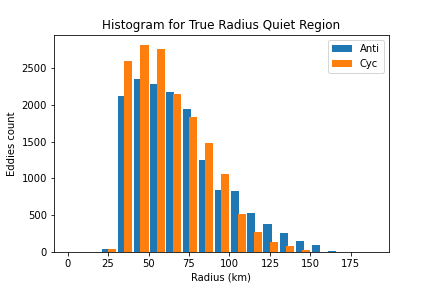 Histogram for True Radius Quiet Region
Anti
Cyc
Eddies count
2500
2000
1500
1000
500
0
0 25 50 75 100 125 150 175
Radius (km)